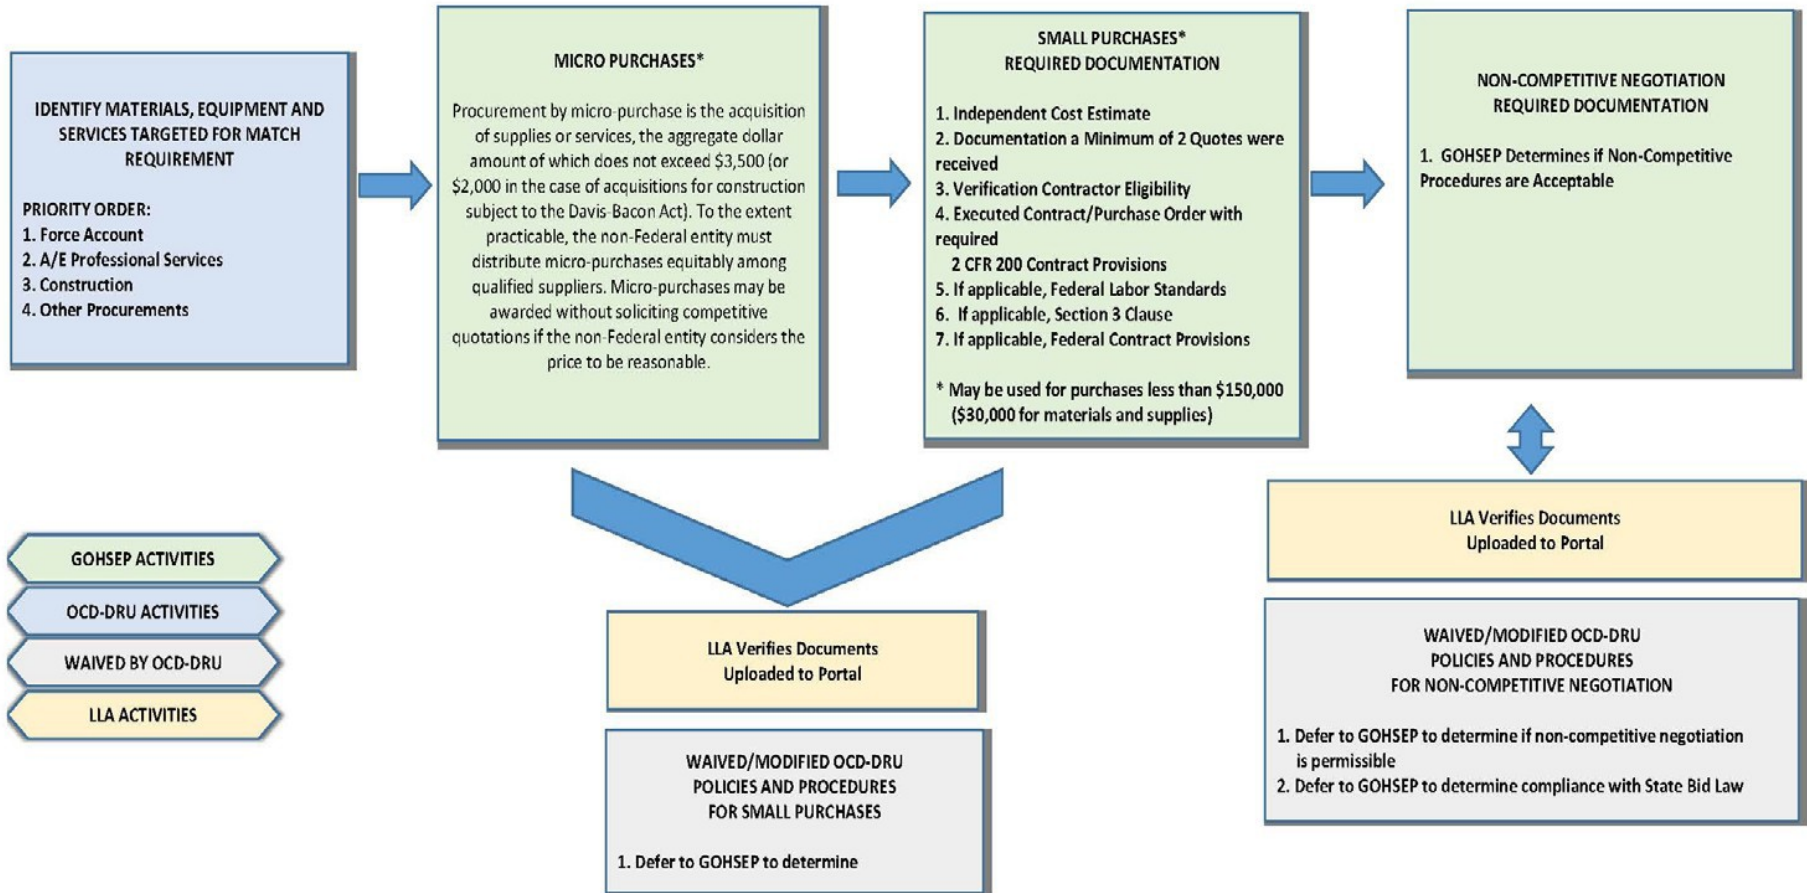 IDENTIFY MATERIALS, EQUIPMENT AND
SERVICES TARGETED FOR MATCH
REQUIREMENT
PRIORITY ORDER:
1. Force Account
2. A/E Professional Services
3. Construction
4. Other Procurements
MICRO PURCHASES*
Procurement by micro-purchase is the acquisition
of supplies or services, the aggregate dollar
amount of which does not exceed $3,500 (or
$2,000 in the case of acquisitions for construction
subject to the Davis-Bacon Act). To the extent
practicable, the non-Federal entity must
distribute micro-purchases equitably among
qualified suppliers. Micro-purchases may be
awarded without soliciting competitive
quotations if the non-Federal entity considers the
price to be reasonable.
SMALL PURCHASES*
REQUIRED DOCUMENTATION
1. Independent Cost Estimate
2. Documentation a Minimum of 2 Quotes were
received
3. Verification Contractor Eligibility
4. Executed Contract/Purchase Order with
required
2 CFR 200 Contract Provisions
5. If applicable, Federal Labor Standards
6. If applicable, Section 3 Clause
7. If applicable, Federal Contract Provisions
* May be used for purchases less than $150,000
($30,000 for materials and supplies)
NON-COMPETITIVE NEGOTIATION
REQUIRED DOCUMENTATION
1. GOHSEP Determines if Non-Competitive
Procedures are Acceptable
GOHSEP ACTIVITIES
OCD-DRU ACTIVITIES
WAIVED BY OCD-DRU
LLA ACTIVITIES
LLA Verifies Documents
Uploaded to Portal
WAIVED/MODIFIED OCD-DRU
POLICIES AND PROCEDURES
FOR SMALL PURCHASES
1. Defer to GOHSEP to determine
LLA Verifies Documents
Uploaded to Portal
WAIVED/MODIFIED OCD-DRU
POLICIES AND PROCEDURES
FOR NON-COMPETITIVE NEGOTIATION
1. Defer to GOHSEP to determine if non-competitive negotiation
is permissible
2. Defer to GOHSEP to determine compliance with State Bid Law